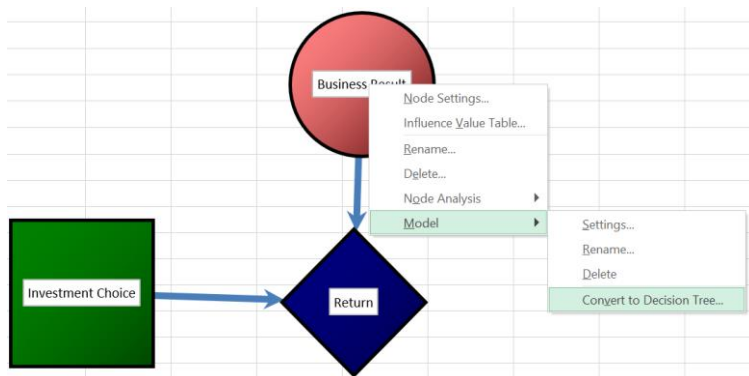 Business Result
Node Settings...
Influence Value Table...
Rename...
Delete...
Node Analysis
Model
Settings...
Rename...
Delete
Convert to Decision Tree...
Investment Choice
Return